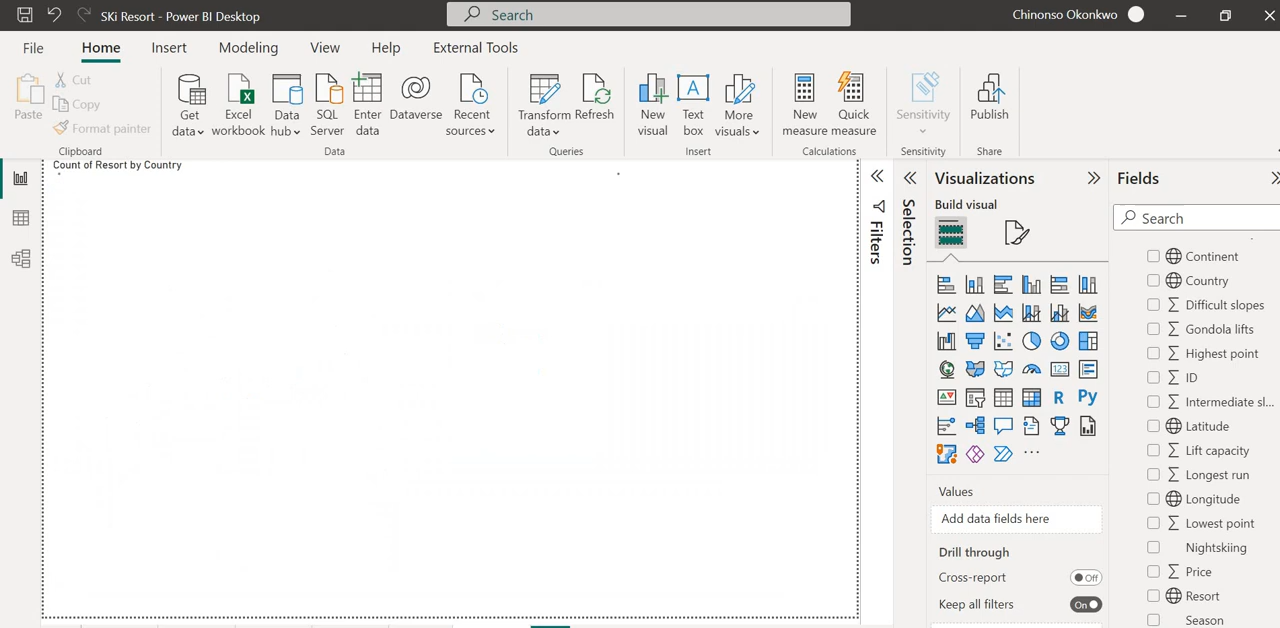 SKi Resort - Power BI Desktop
Search
Chinonso Okonkwo
File Home Insert Modeling View Help External Tools
Paste
Cut
Copy
Format painter
Clipboard
Get data
Excel workbook
Data hub
SQL Server
Enter data
Dataverse
Recent sources
Data
Transform data
Refresh
Queries
New visual
A
Text box
More visuals
Insert
New measure
Quick measure
Calculations
Sensitivity
Sensitivity
Publish
Share
Count of Resort by Country
Filters
Selection
Visualizations
Build visual
123
R
Py
...
Values
Add data fields here
Drill through
Cross-report
Off
Keep all filters
On
Fields
Search
Continent
Country
Σ Difficult slopes
Σ Gondola lifts
Σ Highest point
Σ ID
Σ Intermediate sl...
Latitude
Σ Lift capacity
Σ Longest run
Longitude
Σ Lowest point
Nightskiing
Σ Price
Resort
Season